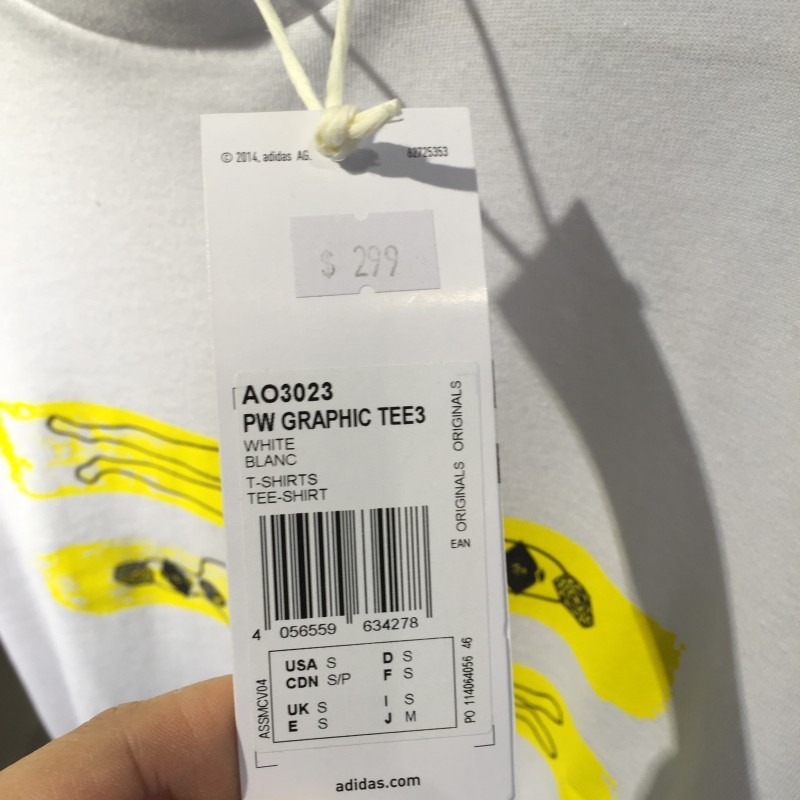 © 2014, adidas AG.
62725353
$ 299
AO3023
PW GRAPHIC TEE3
WHITE
BLANC
T-SHIRTS
TEE-SHIRT
ORIGINALS ORIGINALS
EAN
4 056559 634278
USA S D S
CDN S/P F S
UK S I S
E S J M
ASSMCV04
PO 114064056 46
adidas.com